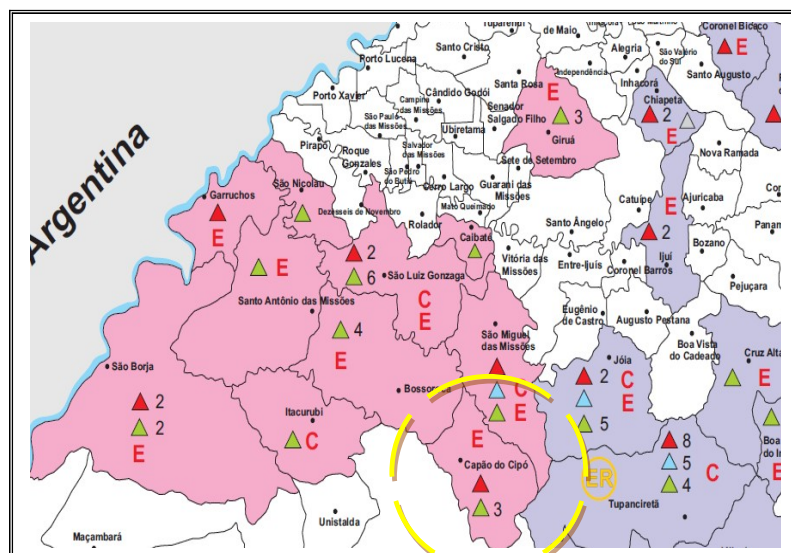 Tuparendi
de Maio
Coronel Bicaco
E
Porto Lucena
Santo Cristo
Alegria
São Valério
do Sul
Santo Augusto
Independência
Santa Rosa
Inhacorá
Chiapeta
2
E
Porto Xavier
Cândido Godói
Campina
das Missões
Senador
Salgado Filho
E
3
Giruá
São Paulo
das Missões
Ubiretama
Nova Ramada
Argentina
Pirapó
Roque
Gonzales
Salvador
das Missões
São Pedro
do Butiá
Cerro Largo
Sete de Setembro
Guarani das
Missões
São Nicolau
Garruchos
E
Dezesseis de Novembro
Mato Queimado
Rolador
Caibaté
Santo Ângelo
Catuípe
Ajuricaba
E
2
Ijuí
Bozano
Coronel Barros
Entre-Ijuis
Vitória das
Missões
Pejuçara
E
2
6
São Luiz Gonzaga
C
E
Santo Antônio das Missões
4
E
São Miguel
das Missões
C
E
Eugênio
de Castro
Augusto Pestana
Boa Vista
do Cadeado
Cruz Alta
E
São Borja
2
2
E
Itacurubi
C
Jóia
2
C
E
5
E
Capão do Cipó
3
ER
8
5
C
4
Tupanciretã
E
Unistalda
Maçambará